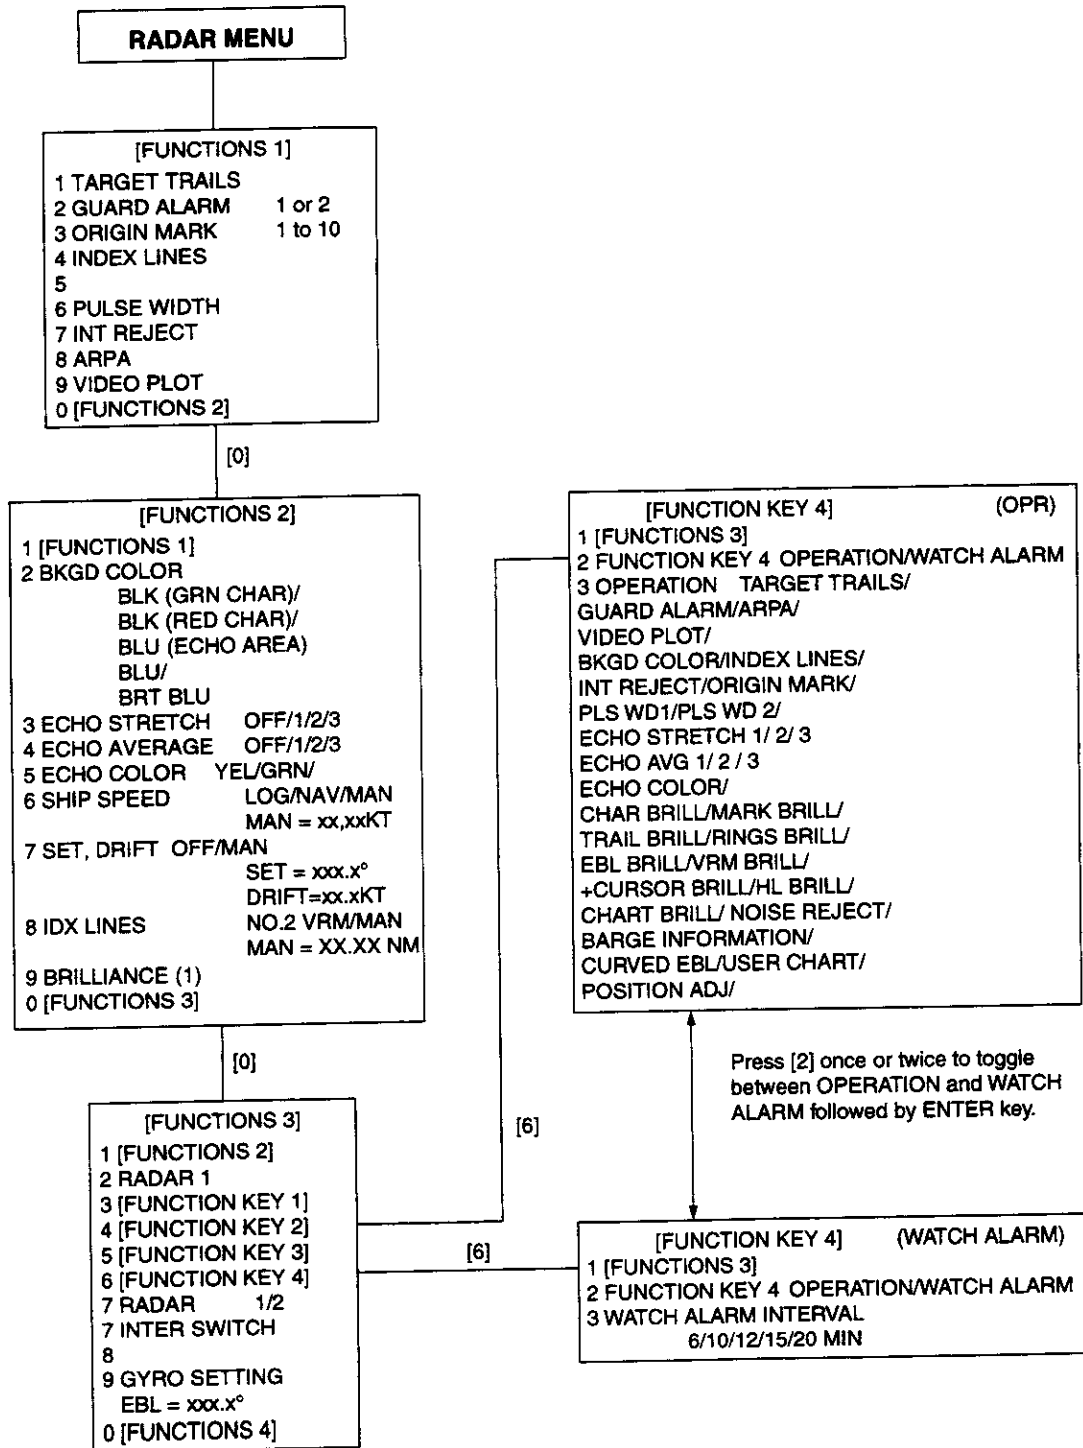 RADAR MENU
[FUNCTIONS 1]
1 TARGET TRAILS
2 GUARD ALARM 1 or 2
3 ORIGIN MARK 1 to 10
4 INDEX LINES
5
6 PULSE WIDTH
7 INT REJECT
8 ARPA
9 VIDEO PLOT
0 [FUNCTIONS 2]
[0]
[FUNCTIONS 2]
1 [FUNCTIONS 1]
2 BKGD COLOR
BLK (GRN CHAR)/
BLK (RED CHAR)/
BLU (ECHO AREA)
BLU/
BRT BLU
3 ECHO STRETCH OFF/1/2/3
4 ECHO AVERAGE OFF/1/2/3
5 ECHO COLOR YEL/GRN/
6 SHIP SPEED LOG/NAV/MAN
MAN = xx,xxKT
7 SET, DRIFT OFF/MAN
SET = xxx.x°
DRIFT=xx.xKT
8 IDX LINES NO.2 VRM/MAN
MAN = XX.XX NM
9 BRILLIANCE (1)
0 [FUNCTIONS 3]
[0]
[FUNCTIONS 3]
1 [FUNCTIONS 2]
2 RADAR 1
3 [FUNCTION KEY 1]
4 [FUNCTION KEY 2]
5 [FUNCTION KEY 3]
6 [FUNCTION KEY 4]
7 RADAR 1/2
7 INTER SWITCH
8
9 GYRO SETTING
EBL = xxx.x°
0 [FUNCTIONS 4]
[6]
[6]
[FUNCTION KEY 4] (OPR)
1 [FUNCTIONS 3]
2 FUNCTION KEY 4 OPERATION/WATCH ALARM
3 OPERATION TARGET TRAILS/
GUARD ALARM/ARPA/
VIDEO PLOT/
BKGD COLOR/INDEX LINES/
INT REJECT/ORIGIN MARK/
PLS WD1/PLS WD 2/
ECHO STRETCH 1/ 2/ 3
ECHO AVG 1/ 2 / 3
ECHO COLOR/
CHAR BRILL/MARK BRILL/
TRAIL BRILL/RINGS BRILL/
EBL BRILL/VRM BRILL/
+CURSOR BRILL/HL BRILL/
CHART BRILL/ NOISE REJECT/
BARGE INFORMATION/
CURVED EBL/USER CHART/
POSITION ADJ/
Press [2] once or twice to toggle
between OPERATION and WATCH
ALARM followed by ENTER key.
[FUNCTION KEY 4] (WATCH ALARM)
1 [FUNCTIONS 3]
2 FUNCTION KEY 4 OPERATION/WATCH ALARM
3 WATCH ALARM INTERVAL
6/10/12/15/20 MIN